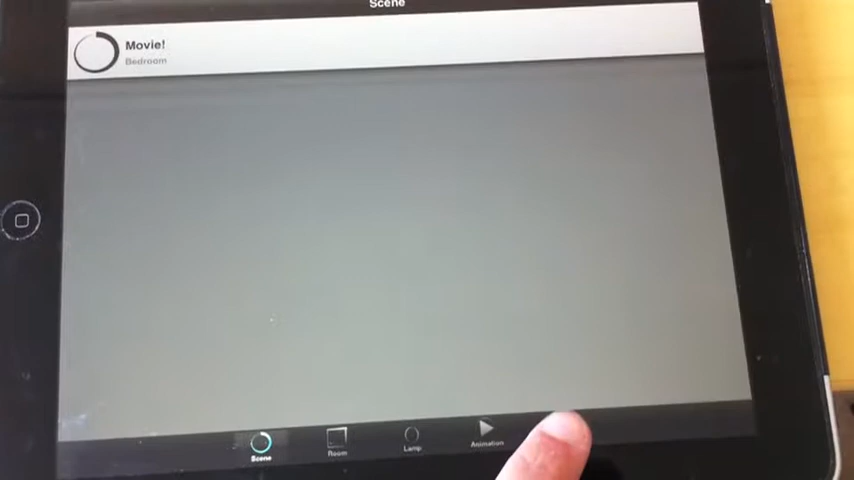 Scene
Movie!
Bedroom
Scene
Room
Lamp
Animation